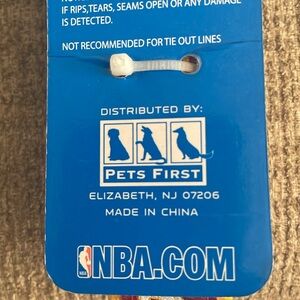 IF RIPS,TEARS, SEAMS OPEN OR ANY DAMAGE
IS DETECTED.
NOT RECOMMENDED FOR TIE OUT LINES
DISTRIBUTED BY:
PETS FIRST
ELIZABETH, NJ 07206
MADE IN CHINA
NBA.COM